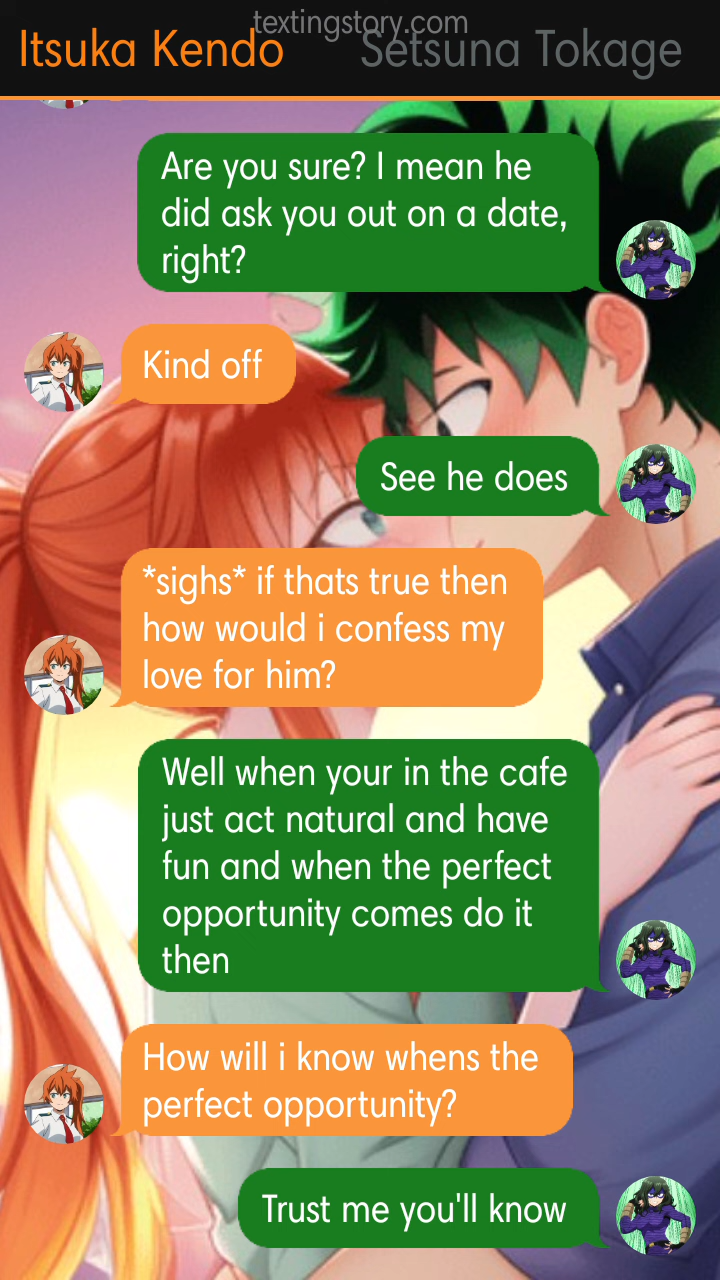 textingstory.com
Itsuka Kendo
Setsuna Tokage
Are you sure? I mean he
did ask you out on a date,
right?
Kind off
See he does
*sighs* if thats true then
how would i confess my
love for him?
Well when your in the cafe
just act natural and have
fun and when the perfect
opportunity comes do it
then
How will i know whens the
perfect opportunity?
Trust me you'll know